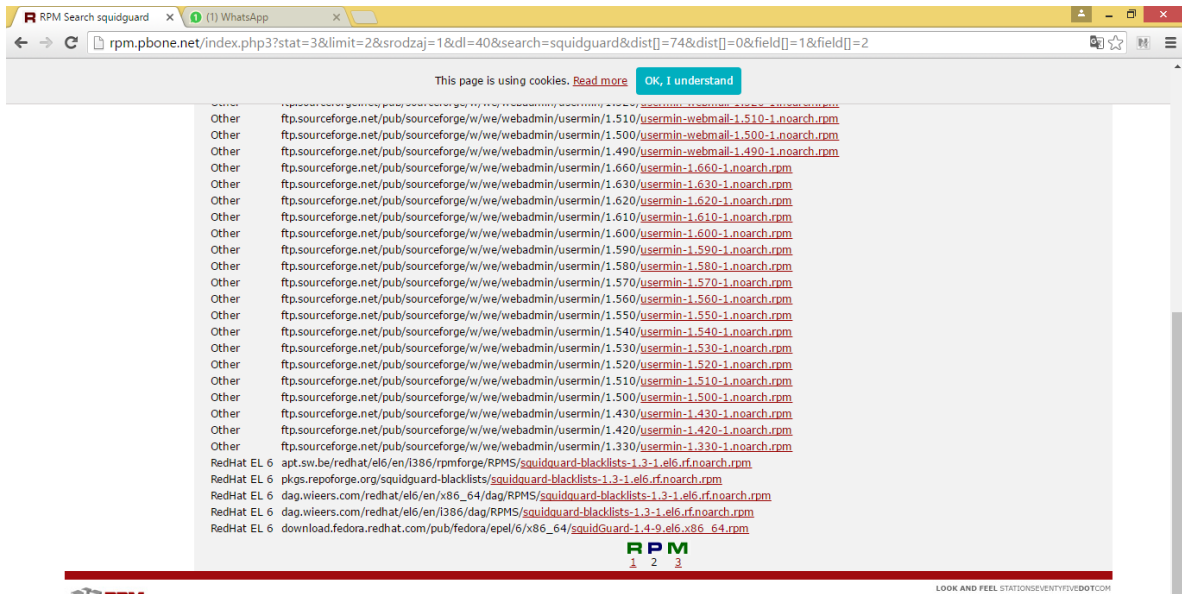 RPM Search squidguard
(1) WhatsApp
rpm.pbone.net/index.php3?stat=3&limit=2&srodzaj=1&dl=40&search=squidguard&dist[]=74&dist[]=0&field[]=1&field[]=2
This page is using cookies. Read more OK, I understand
Other ftp.sourceforge.net/pub/sourceforge/w/we/webadmin/usermin/1.510/usermin-webmail-1.510-1.noarch.rpm
Other ftp.sourceforge.net/pub/sourceforge/w/we/webadmin/usermin/1.500/usermin-webmail-1.500-1.noarch.rpm
Other ftp.sourceforge.net/pub/sourceforge/w/we/webadmin/usermin/1.490/usermin-webmail-1.490-1.noarch.rpm
Other ftp.sourceforge.net/pub/sourceforge/w/we/webadmin/usermin/1.660/usermin-1.660-1.noarch.rpm
Other ftp.sourceforge.net/pub/sourceforge/w/we/webadmin/usermin/1.630/usermin-1.630-1.noarch.rpm
Other ftp.sourceforge.net/pub/sourceforge/w/we/webadmin/usermin/1.620/usermin-1.620-1.noarch.rpm
Other ftp.sourceforge.net/pub/sourceforge/w/we/webadmin/usermin/1.610/usermin-1.610-1.noarch.rpm
Other ftp.sourceforge.net/pub/sourceforge/w/we/webadmin/usermin/1.600/usermin-1.600-1.noarch.rpm
Other ftp.sourceforge.net/pub/sourceforge/w/we/webadmin/usermin/1.590/usermin-1.590-1.noarch.rpm
Other ftp.sourceforge.net/pub/sourceforge/w/we/webadmin/usermin/1.580/usermin-1.580-1.noarch.rpm
Other ftp.sourceforge.net/pub/sourceforge/w/we/webadmin/usermin/1.570/usermin-1.570-1.noarch.rpm
Other ftp.sourceforge.net/pub/sourceforge/w/we/webadmin/usermin/1.560/usermin-1.560-1.noarch.rpm
Other ftp.sourceforge.net/pub/sourceforge/w/we/webadmin/usermin/1.550/usermin-1.550-1.noarch.rpm
Other ftp.sourceforge.net/pub/sourceforge/w/we/webadmin/usermin/1.540/usermin-1.540-1.noarch.rpm
Other ftp.sourceforge.net/pub/sourceforge/w/we/webadmin/usermin/1.530/usermin-1.530-1.noarch.rpm
Other ftp.sourceforge.net/pub/sourceforge/w/we/webadmin/usermin/1.520/usermin-1.520-1.noarch.rpm
Other ftp.sourceforge.net/pub/sourceforge/w/we/webadmin/usermin/1.510/usermin-1.510-1.noarch.rpm
Other ftp.sourceforge.net/pub/sourceforge/w/we/webadmin/usermin/1.500/usermin-1.500-1.noarch.rpm
Other ftp.sourceforge.net/pub/sourceforge/w/we/webadmin/usermin/1.430/usermin-1.430-1.noarch.rpm
Other ftp.sourceforge.net/pub/sourceforge/w/we/webadmin/usermin/1.420/usermin-1.420-1.noarch.rpm
Other ftp.sourceforge.net/pub/sourceforge/w/we/webadmin/usermin/1.330/usermin-1.330-1.noarch.rpm
RedHat EL 6 apt.sw.be/redhat/el6/en/i386/rpmforge/RPMS/squidguard-blacklists-1.3-1.el6.rf.noarch.rpm
RedHat EL 6 pkgs.repoforge.org/squidguard-blacklists/squidguard-blacklists-1.3-1.el6.rf.noarch.rpm
RedHat EL 6 dag.wieers.com/redhat/el6/en/x86_64/dag/RPMS/squidguard-blacklists-1.3-1.el6.rf.noarch.rpm
RedHat EL 6 dag.wieers.com/redhat/el6/en/i386/dag/RPMS/squidguard-blacklists-1.3-1.el6.rf.noarch.rpm
RedHat EL 6 download.fedora.redhat.com/pub/fedora/epel/6/x86_64/squidGuard-1.4-9.el6.x86_64.rpm
RPM
1 2 3
LOOK AND FEEL STATIONSEVENTYFIVEDOTCOM